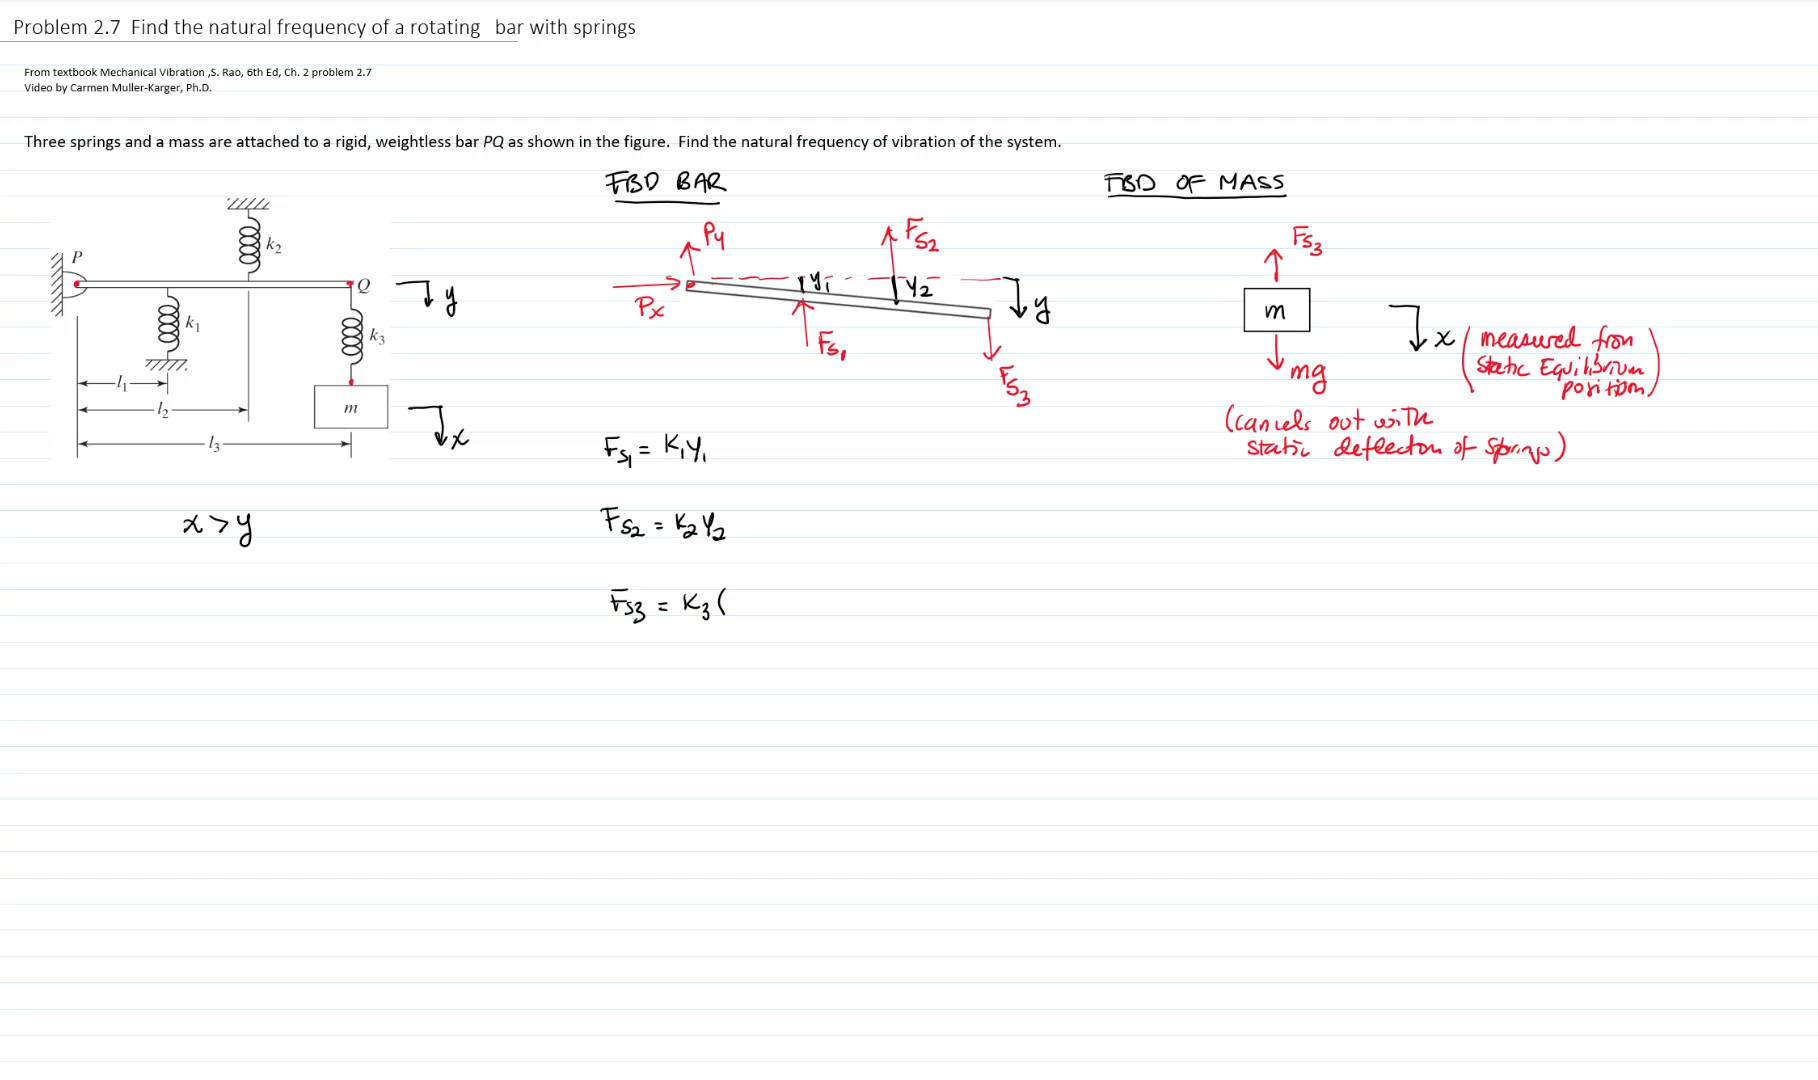 Problem 2.7 Find the natural frequency of a rotating bar with springs
From textbook Mechanical Vibration ,S. Rao, 6th Ed, Ch. 2 problem 2.7
Video by Carmen Muller-Karger, Ph.D.
Three springs and a mass are attached to a rigid, weightless bar PQ as shown in the figure. Find the natural frequency of vibration of the system.
FBD BAR
FBD OF MASS
k₂
P
Q
y
k₁
k₃
l₁
l₂
m
x
l₃
x > y
Py
Fs₂
y₁
y₂
Px
y
Fs₁
Fs₃
Fs₃
m
mg
x (measured from
Static Equilibrium
position)
(cancels out with
static deflecton of springs)
Fs₁ = K₁y₁
Fs₂ = K₂y₂
Fs₃ = K₃(